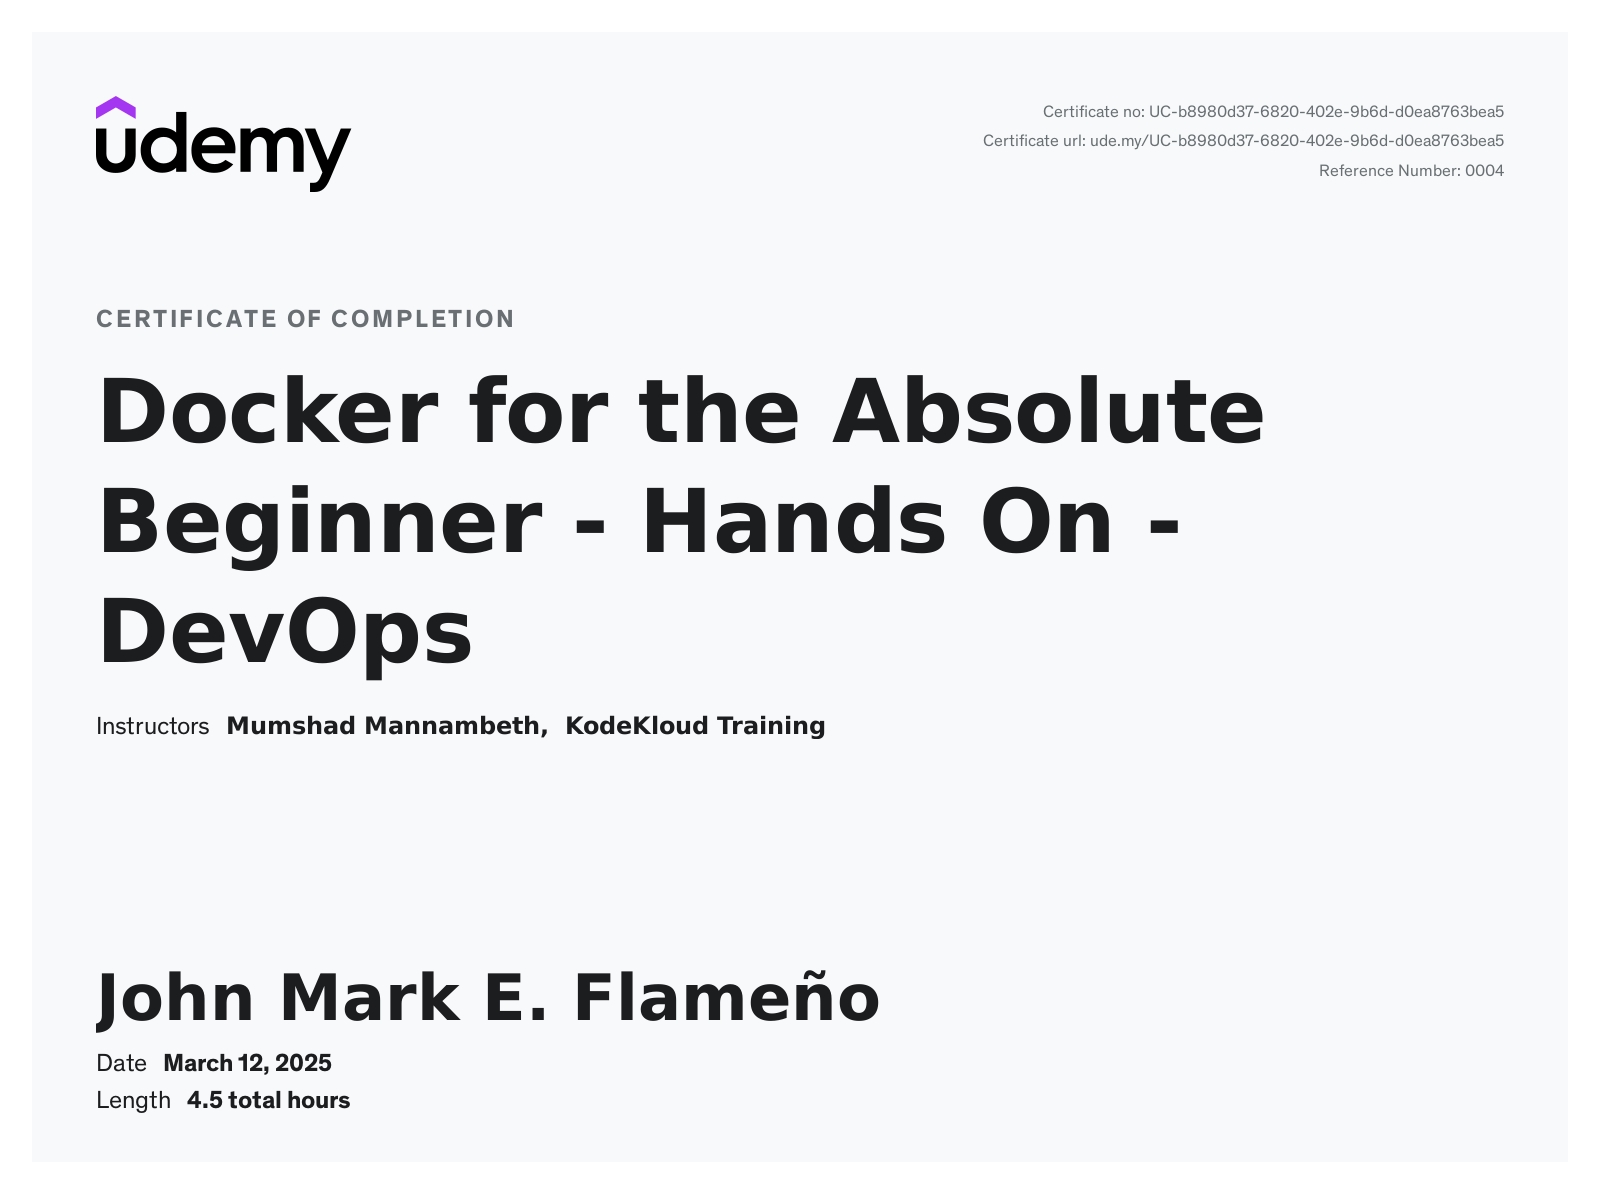 udemy
Certificate no: UC-b8980d37-6820-402e-9b6d-d0ea8763bea5
Certificate url: ude.my/UC-b8980d37-6820-402e-9b6d-d0ea8763bea5
Reference Number: 0004
CERTIFICATE OF COMPLETION
Docker for the Absolute
Beginner - Hands On -
DevOps
Instructors Mumshad Mannambeth, KodeKloud Training
John Mark E. Flameño
Date March 12, 2025
Length 4.5 total hours